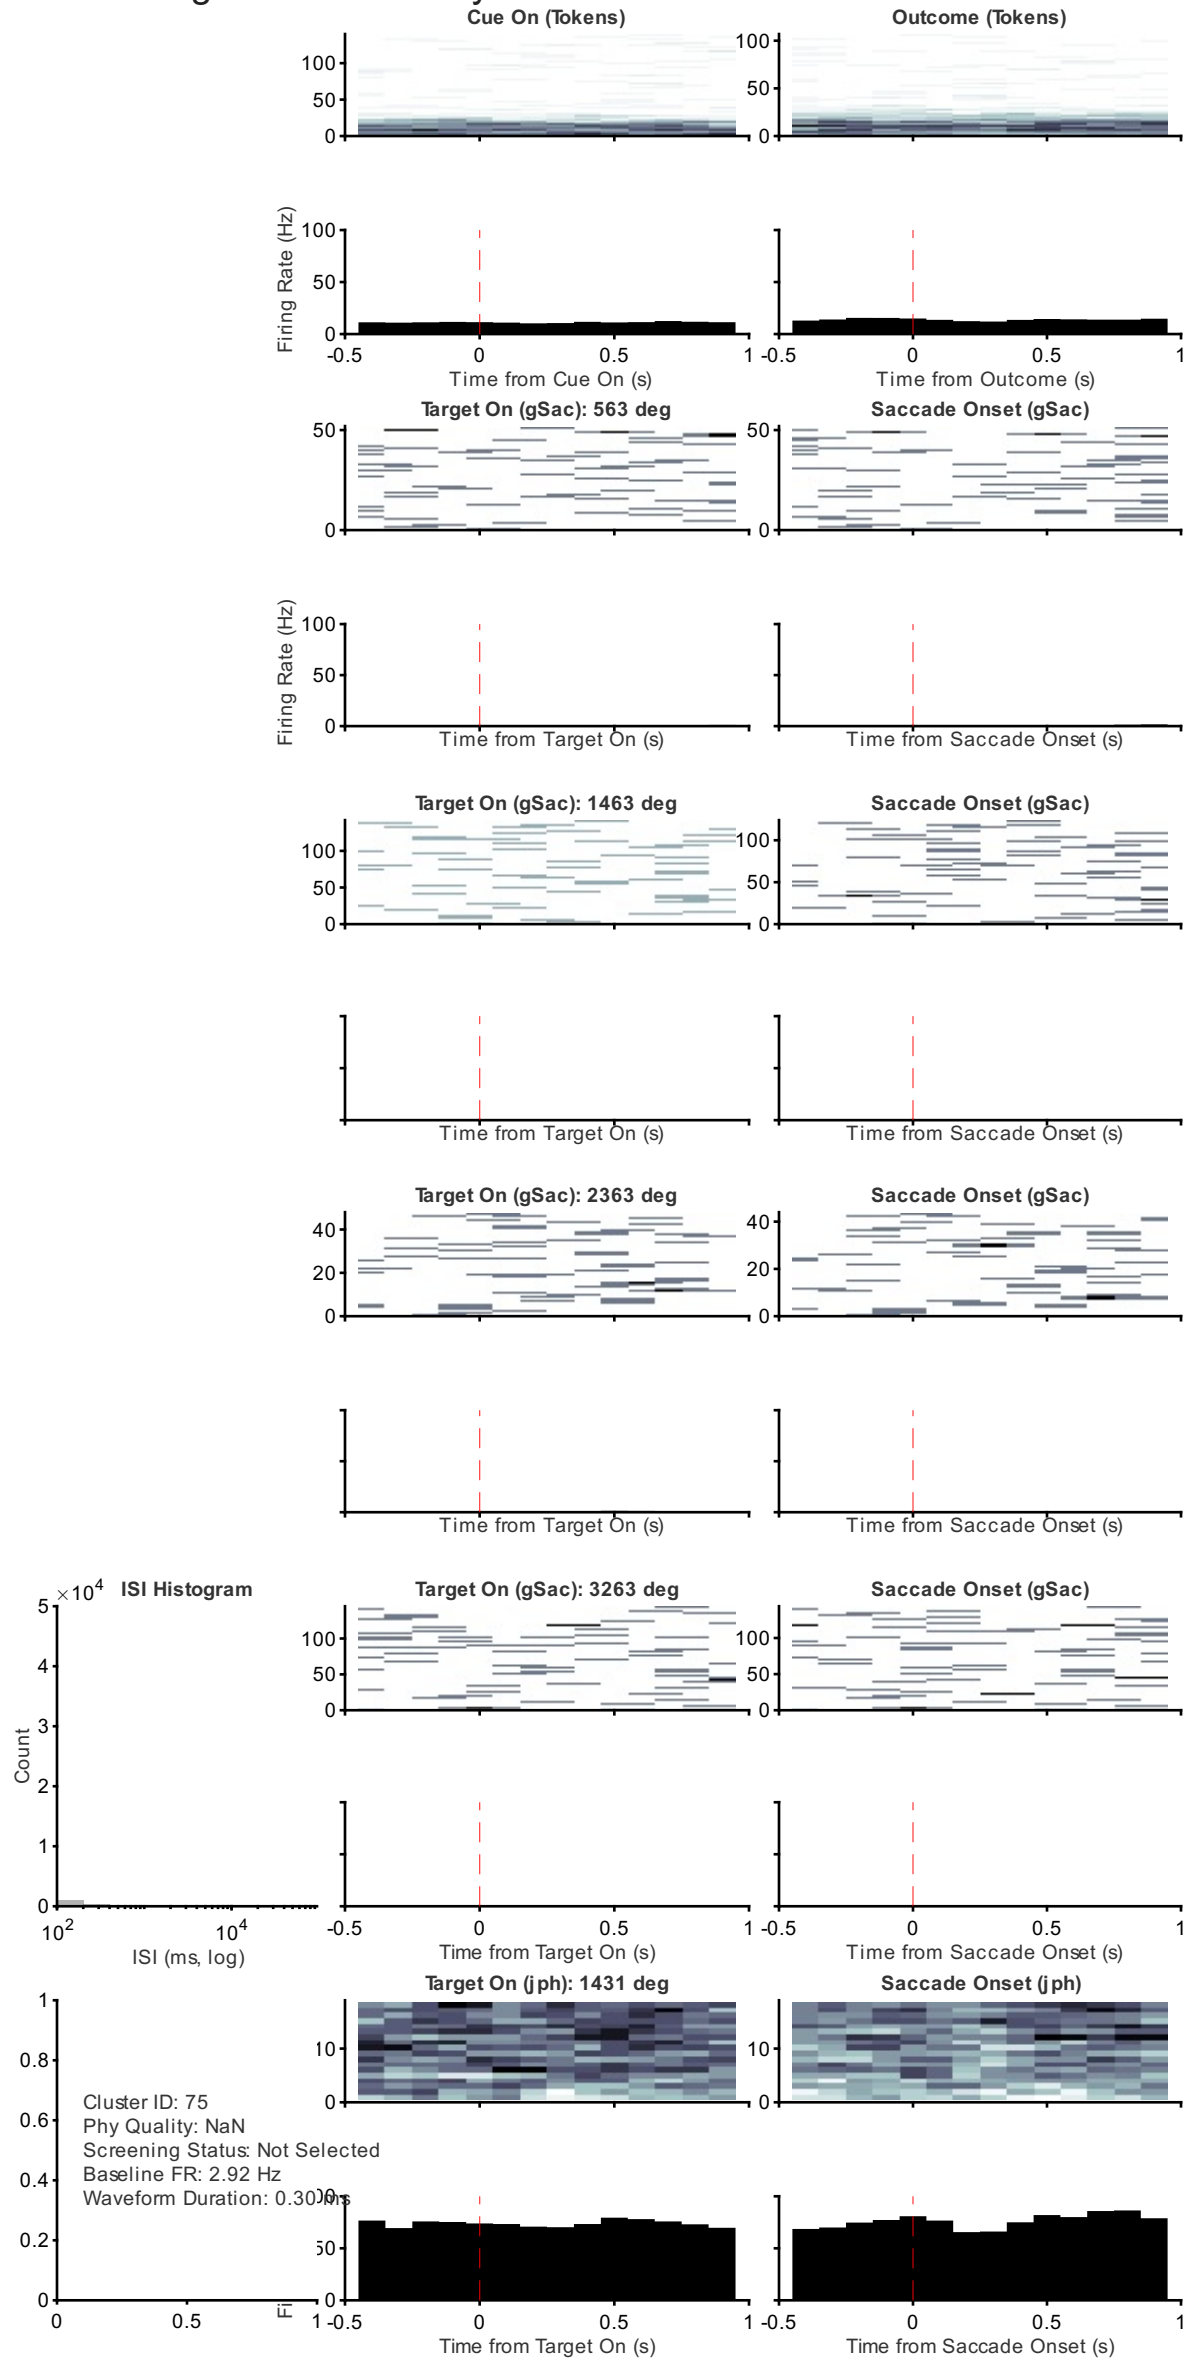 Cue On (Tokens)
Outcome (Tokens)
100
50
0
100
50
0
Firing Rate (Hz)
100
50
0
-0.5
0
0.5
1
-0.5
0
0.5
1
Time from Cue On (s)
Time from Outcome (s)
Target On (gSac): 563 deg
Saccade Onset (gSac)
50
0
50
0
Firing Rate (Hz)
100
50
0
Time from Target On (s)
Time from Saccade Onset (s)
Target On (gSac): 1463 deg
Saccade Onset (gSac)
100
50
0
100
50
0
Time from Target On (s)
Time from Saccade Onset (s)
Target On (gSac): 2363 deg
Saccade Onset (gSac)
40
20
0
40
20
0
Time from Target On (s)
Time from Saccade Onset (s)
×10⁴
ISI Histogram
5
4
3
2
1
0
Count
10²
10⁴
ISI (ms, log)
Target On (gSac): 3263 deg
Saccade Onset (gSac)
100
50
0
100
50
0
-0.5
0
0.5
1
-0.5
0
0.5
1
Time from Target On (s)
Time from Saccade Onset (s)
Target On (jph): 1431 deg
Saccade Onset (jph)
10
0
10
0
1
0.8
0.6
0.4
0.2
0
0
0.5
1
Cluster ID: 75
Phy Quality: NaN
Screening Status: Not Selected
Baseline FR: 2.92 Hz
Waveform Duration: 0.30 ms
50
0
Fi
-0.5
0
0.5
1
-0.5
0
0.5
1
Time from Target On (s)
Time from Saccade Onset (s)